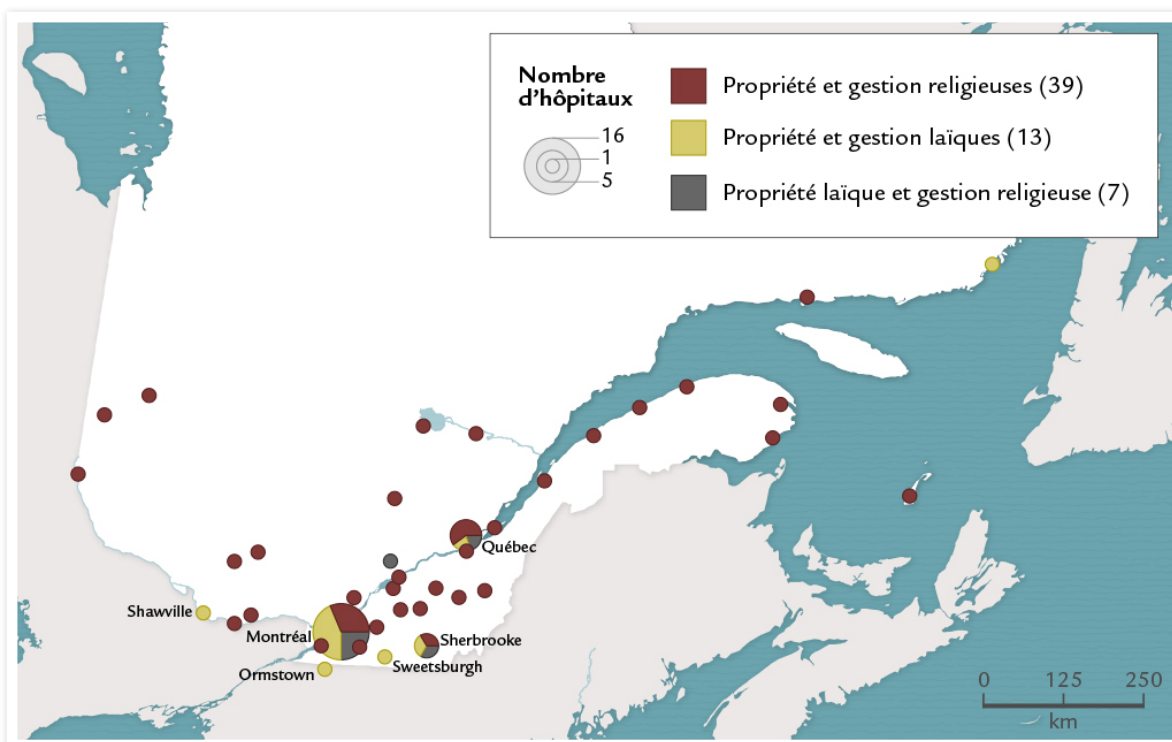 Nombre
d'hôpitaux
16
1
5
Propriété et gestion religieuses (39)
Propriété et gestion laïques (13)
Propriété laïque et gestion religieuse (7)
Québec
Shawville
Montréal
Sherbrooke
Sweetsburgh
Ormstown
0 125 250
km